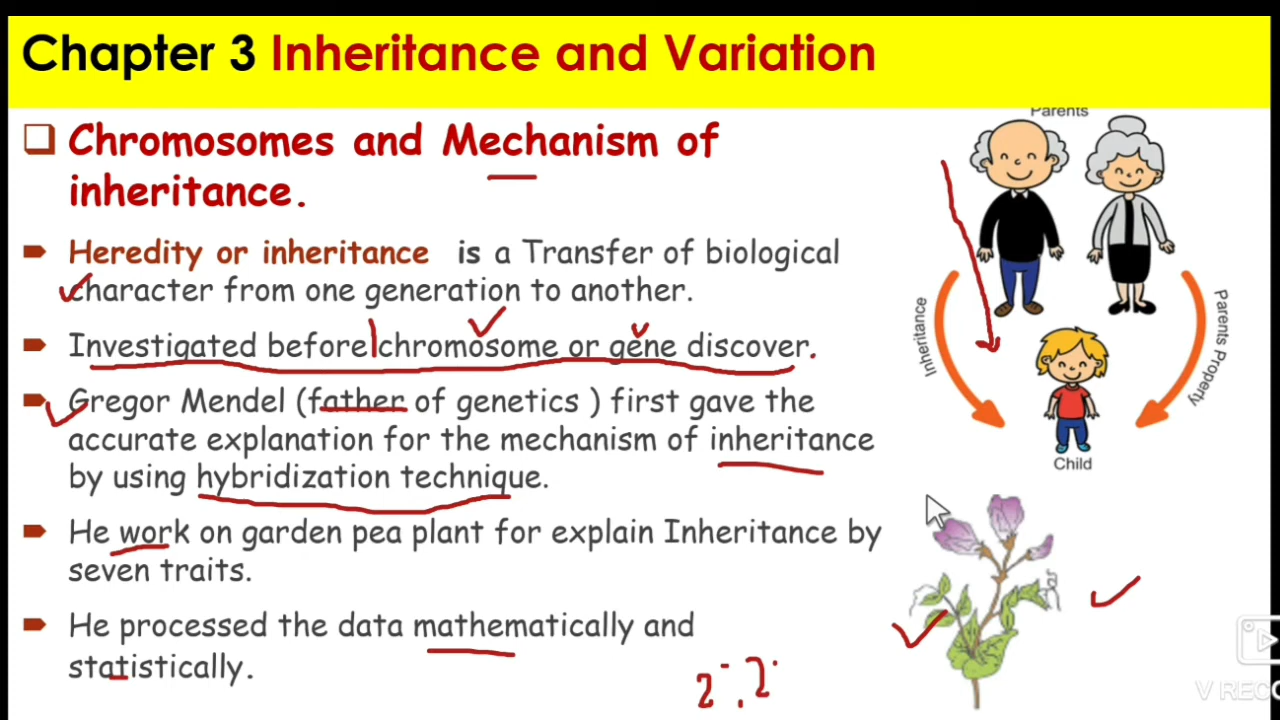 Chapter 3 Inheritance and Variation
Chromosomes and Mechanism of
inheritance.
Heredity or inheritance is a Transfer of biological
character from one generation to another.
Investigated before chromosome or gene discover.
Gregor Mendel (father of genetics ) first gave the
accurate explanation for the mechanism of inheritance
by using hybridization technique.
He work on garden pea plant for explain Inheritance by
seven traits.
He processed the data mathematically and
statistically.
Parents
Inheritance
Parents Property
Child
V RECO